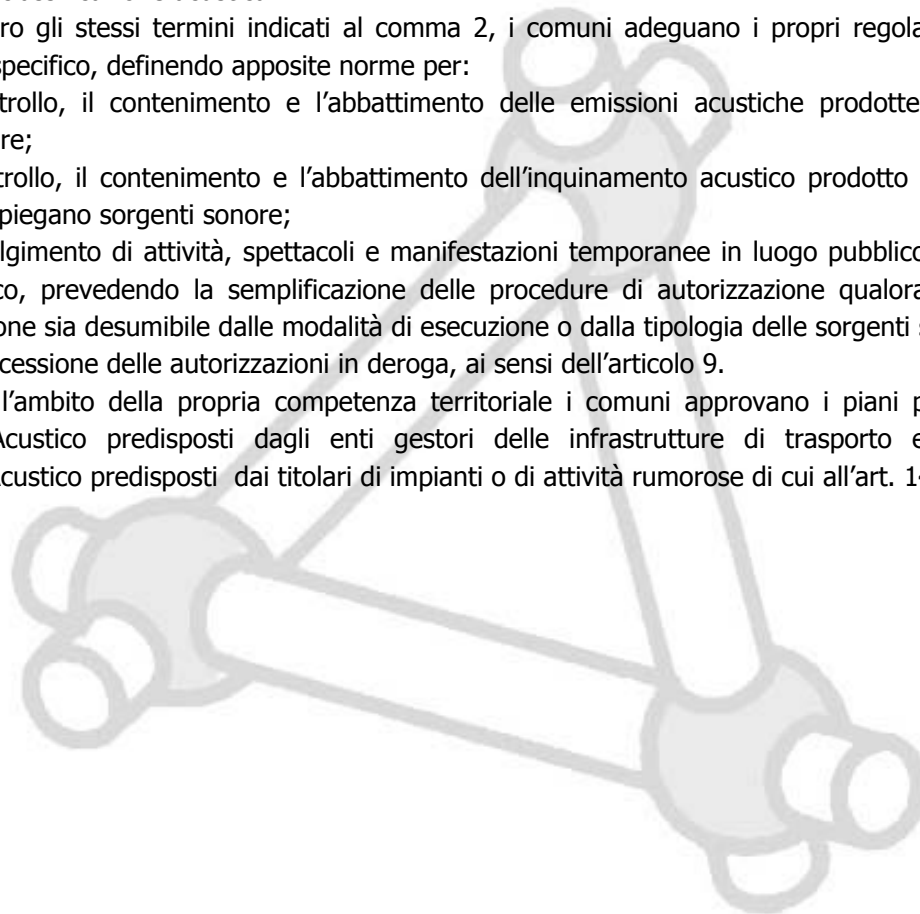 ro gli stessi termini indicati al comma 2, i comuni adeguano i propri regola
specifico, definendo apposite norme per:
trollo, il contenimento e l’abbattimento delle emissioni acustiche prodotte
re;
trollo, il contenimento e l’abbattimento dell’inquinamento acustico prodotto
piegano sorgenti sonore;
lgimento di attività, spettacoli e manifestazioni temporanee in luogo pubblico
co, prevedendo la semplificazione delle procedure di autorizzazione qualora
one sia desumibile dalle modalità di esecuzione o dalla tipologia delle sorgenti s
cessione delle autorizzazioni in deroga, ai sensi dell’articolo 9.
l’ambito della propria competenza territoriale i comuni approvano i piani p
Acustico predisposti dagli enti gestori delle infrastrutture di trasporto e
custico predisposti dai titolari di impianti o di attività rumorose di cui all’art. 1